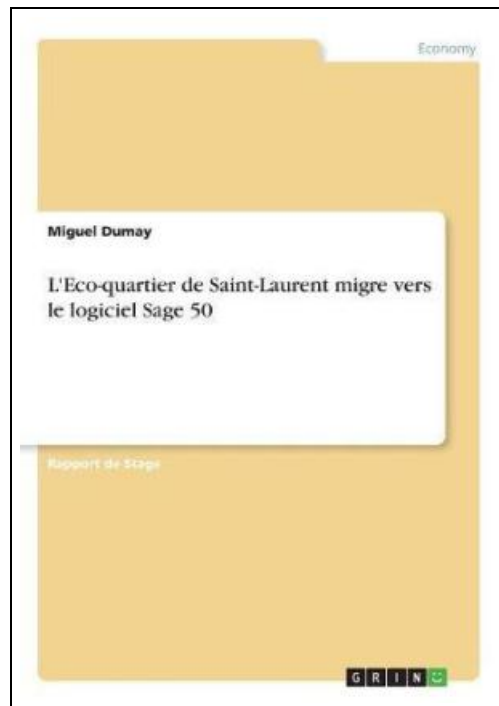 Economy
Miguel Dumay
L'Eco-quartier de Saint-Laurent migre vers
le logiciel Sage 50
Rapport de Stage
GRIN